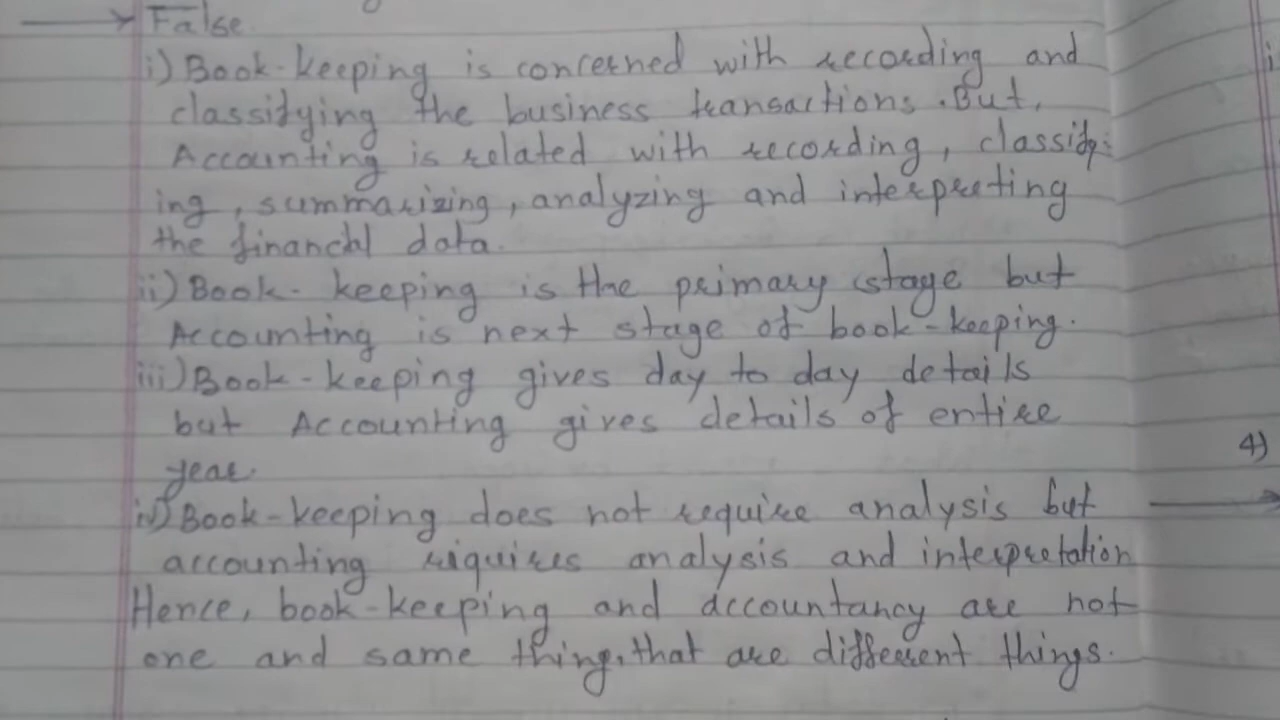 → False
i) Book-keeping is concerned with recording and
classifying the business transactions. But,
Accounting is related with recording, classify-
ing, summarizing, analyzing and interpreting
the financial data.
ii) Book-keeping is the primary stage but
Accounting is next stage of book-keeping.
iii) Book-keeping gives day to day details
but Accounting gives details of entire
year.
iv) Book-keeping does not require analysis but
accounting riquires analysis and interpretation
Hence, book-keeping and accountancy are not
one and same thing, that are different things.
4)
→